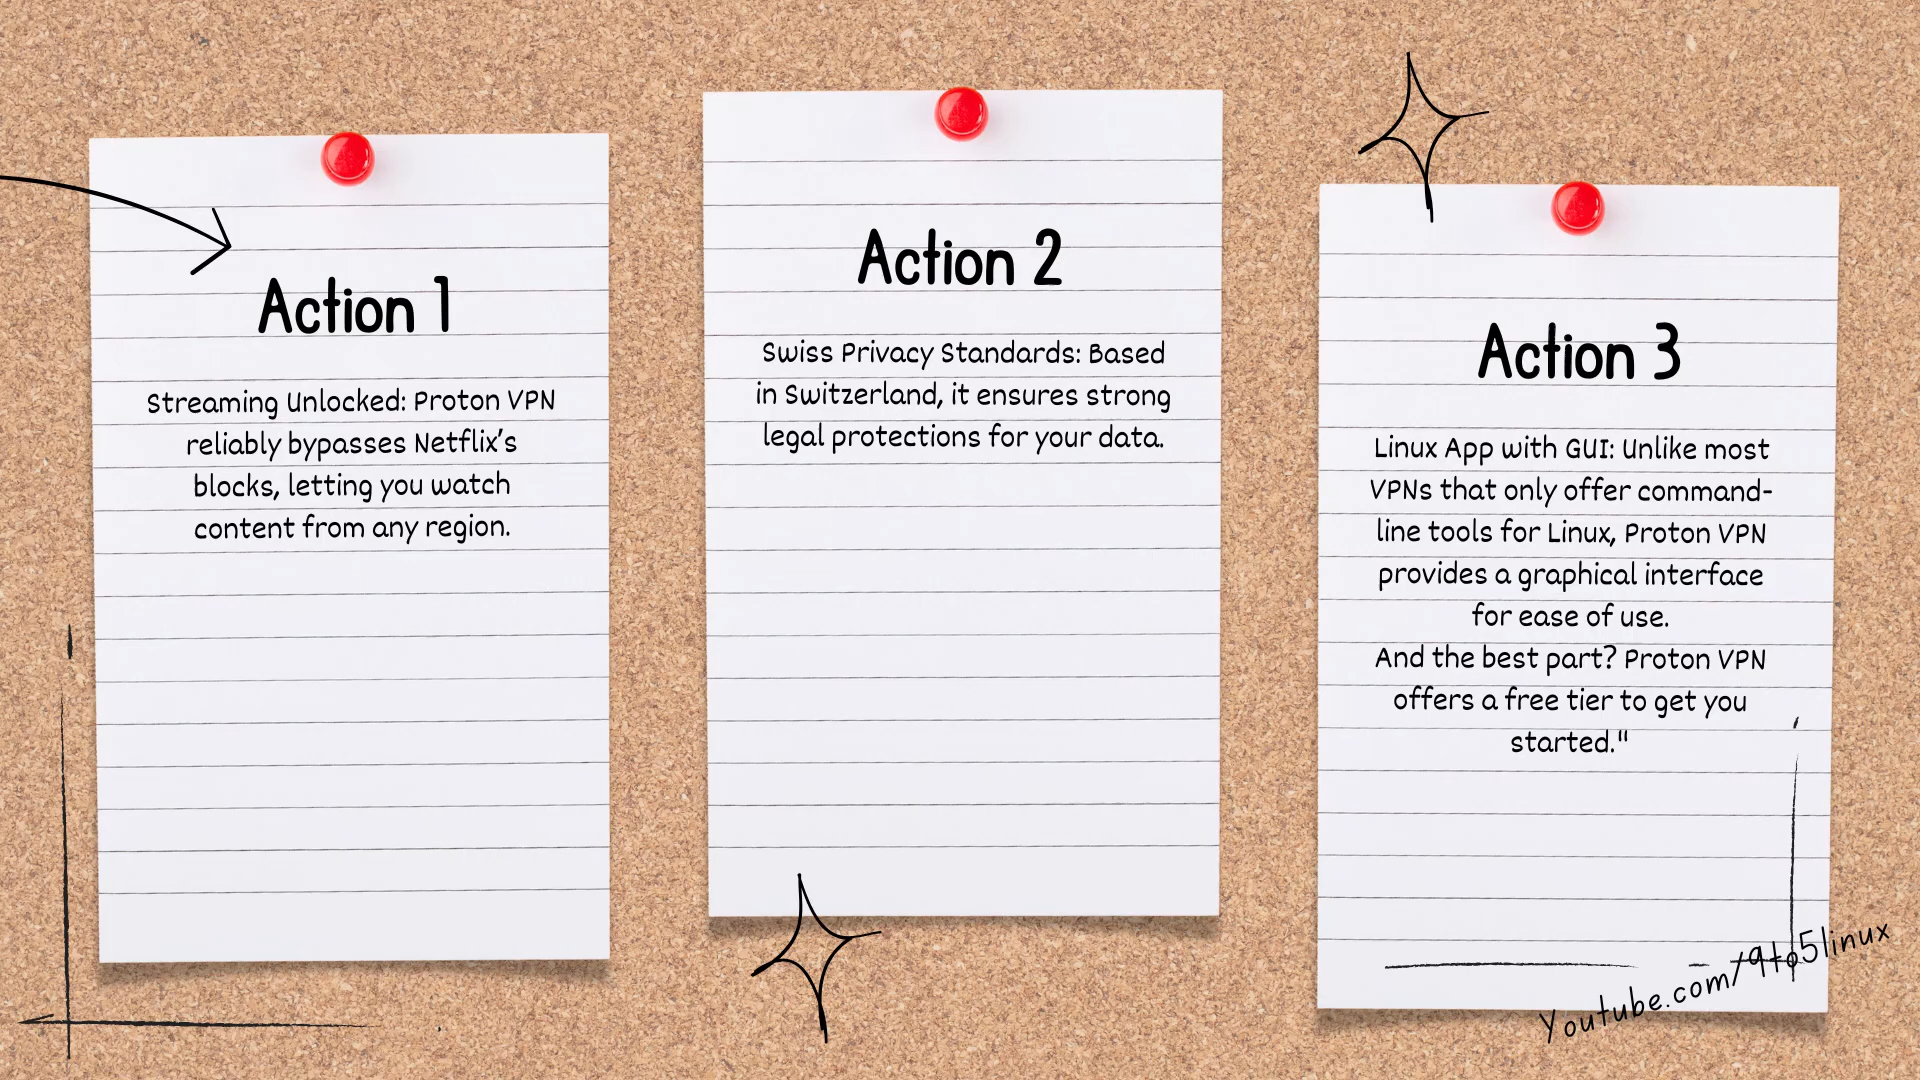 Action 1
Streaming Unlocked: Proton VPN
reliably bypasses Netflix’s
blocks, letting you watch
content from any region.
Action 2
Swiss Privacy Standards: Based
in Switzerland, it ensures strong
legal protections for your data.
Action 3
Linux App with GUI: Unlike most
VPNs that only offer command-
line tools for Linux, Proton VPN
provides a graphical interface
for ease of use.
And the best part? Proton VPN
offers a free tier to get you
started."
Youtube.com/9to5linux